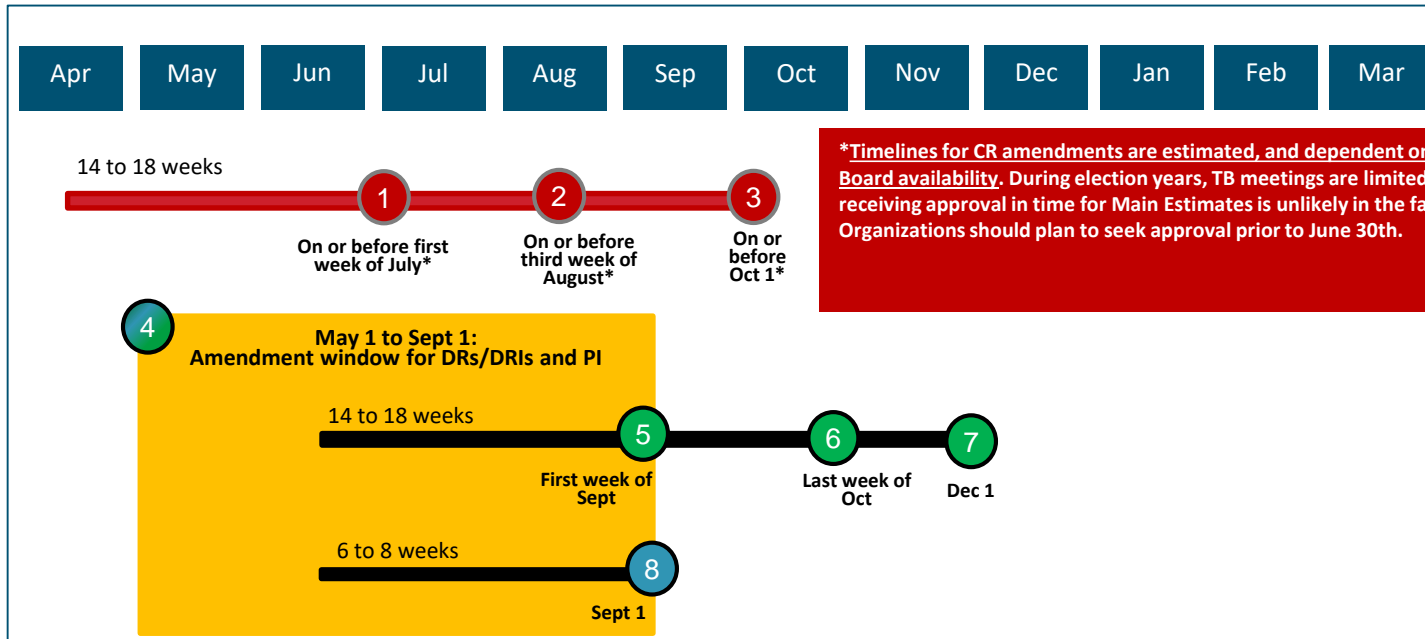 Apr May Jun Jul Aug Sep Oct Nov Dec Jan Feb Mar
14 to 18 weeks
1 2 3
On or before first
week of July*
On or before
third week of
August*
On or
before
Oct 1*
*Timelines for CR amendments are estimated, and dependent
Board availability. During election years, TB meetings are limited
receiving approval in time for Main Estimates is unlikely in the
Organizations should plan to seek approval prior to June 30th.
4
May 1 to Sept 1:
Amendment window for DRs/DRIs and PI
14 to 18 weeks
5 6 7
First week of
Sept
Last week of
Oct
Dec 1
6 to 8 weeks
8
Sept 1